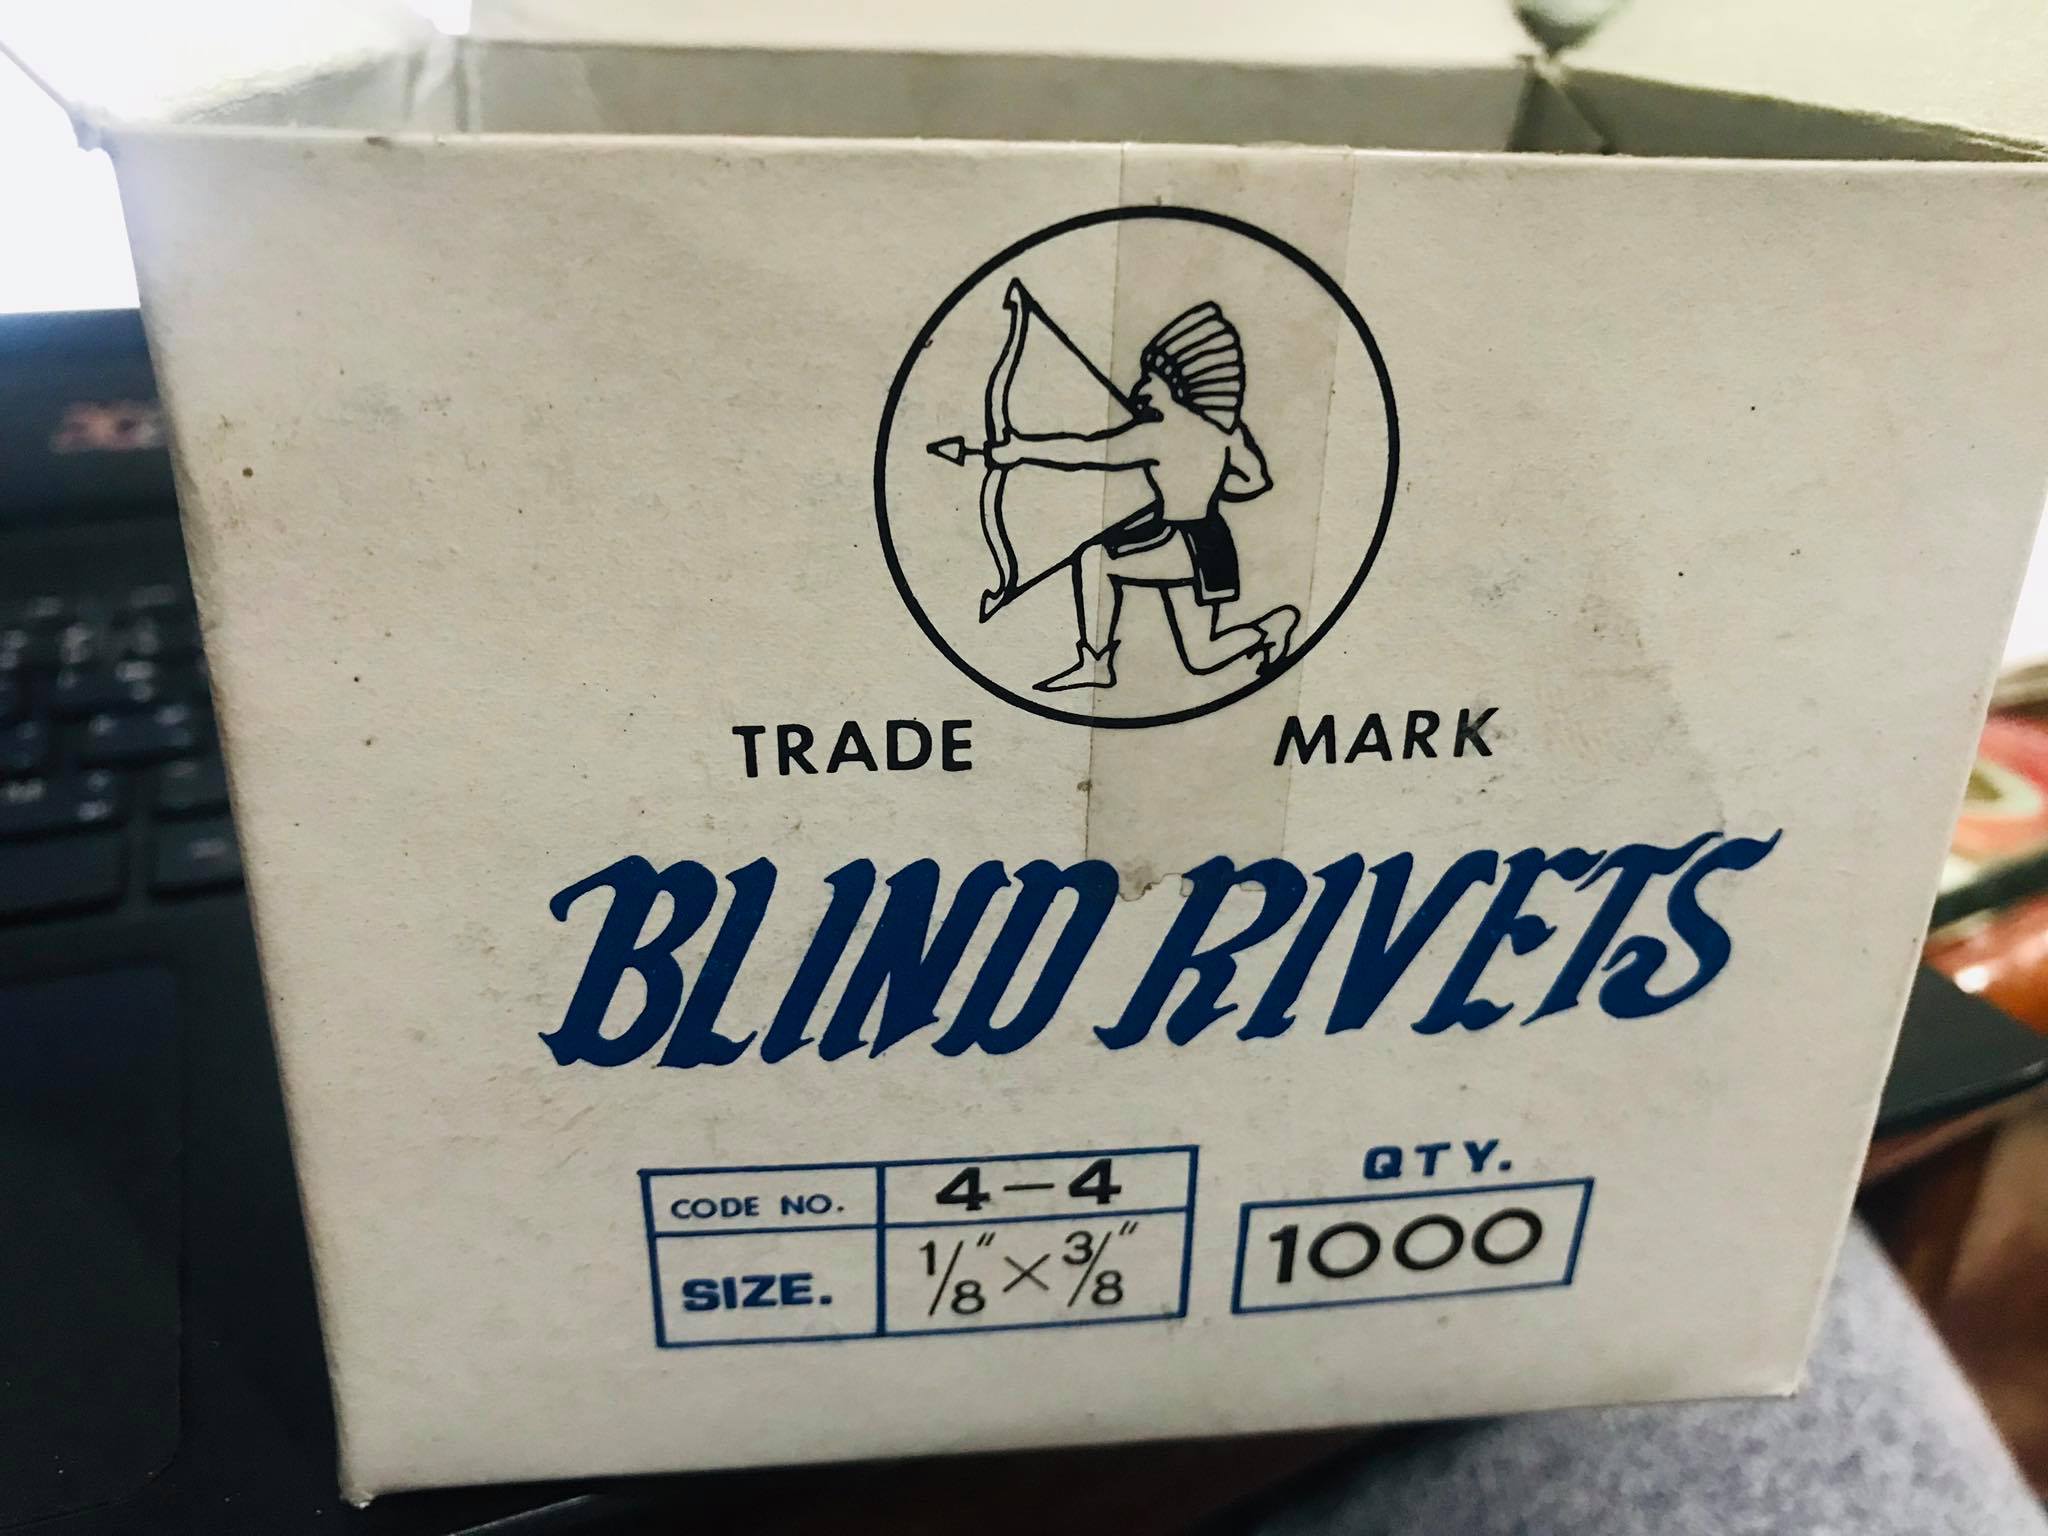 TRADE MARK
BLIND RIVETS
CODE NO. 4-4
SIZE. 1/8" × 3/8"
QTY.
1000